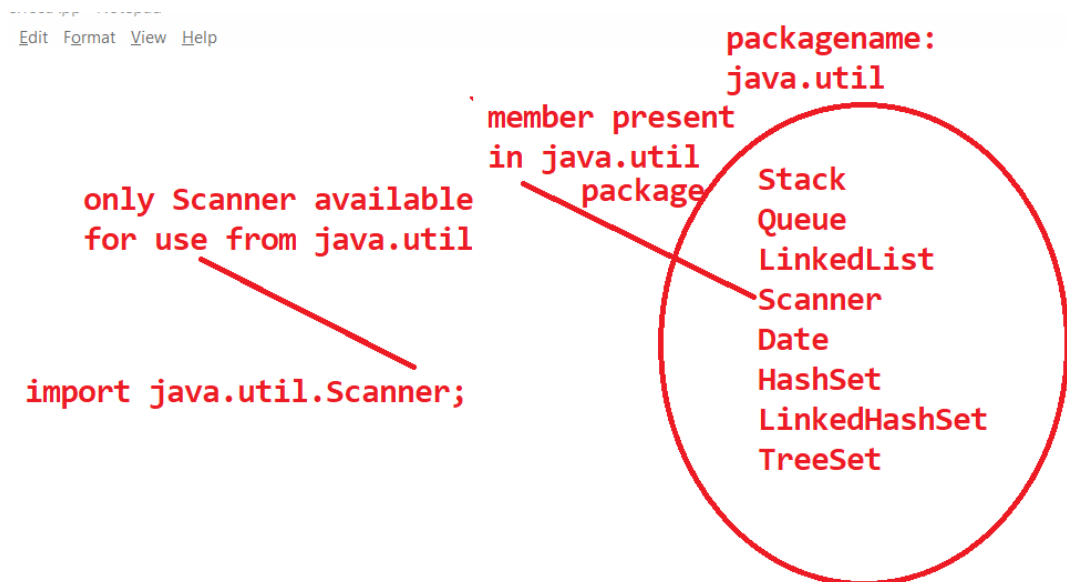 Edit Format View Help
packagename:
java.util
member present
in java.util
package
only Scanner available
for use from java.util
import java.util.Scanner;
Stack
Queue
LinkedList
Scanner
Date
HashSet
LinkedHashSet
TreeSet